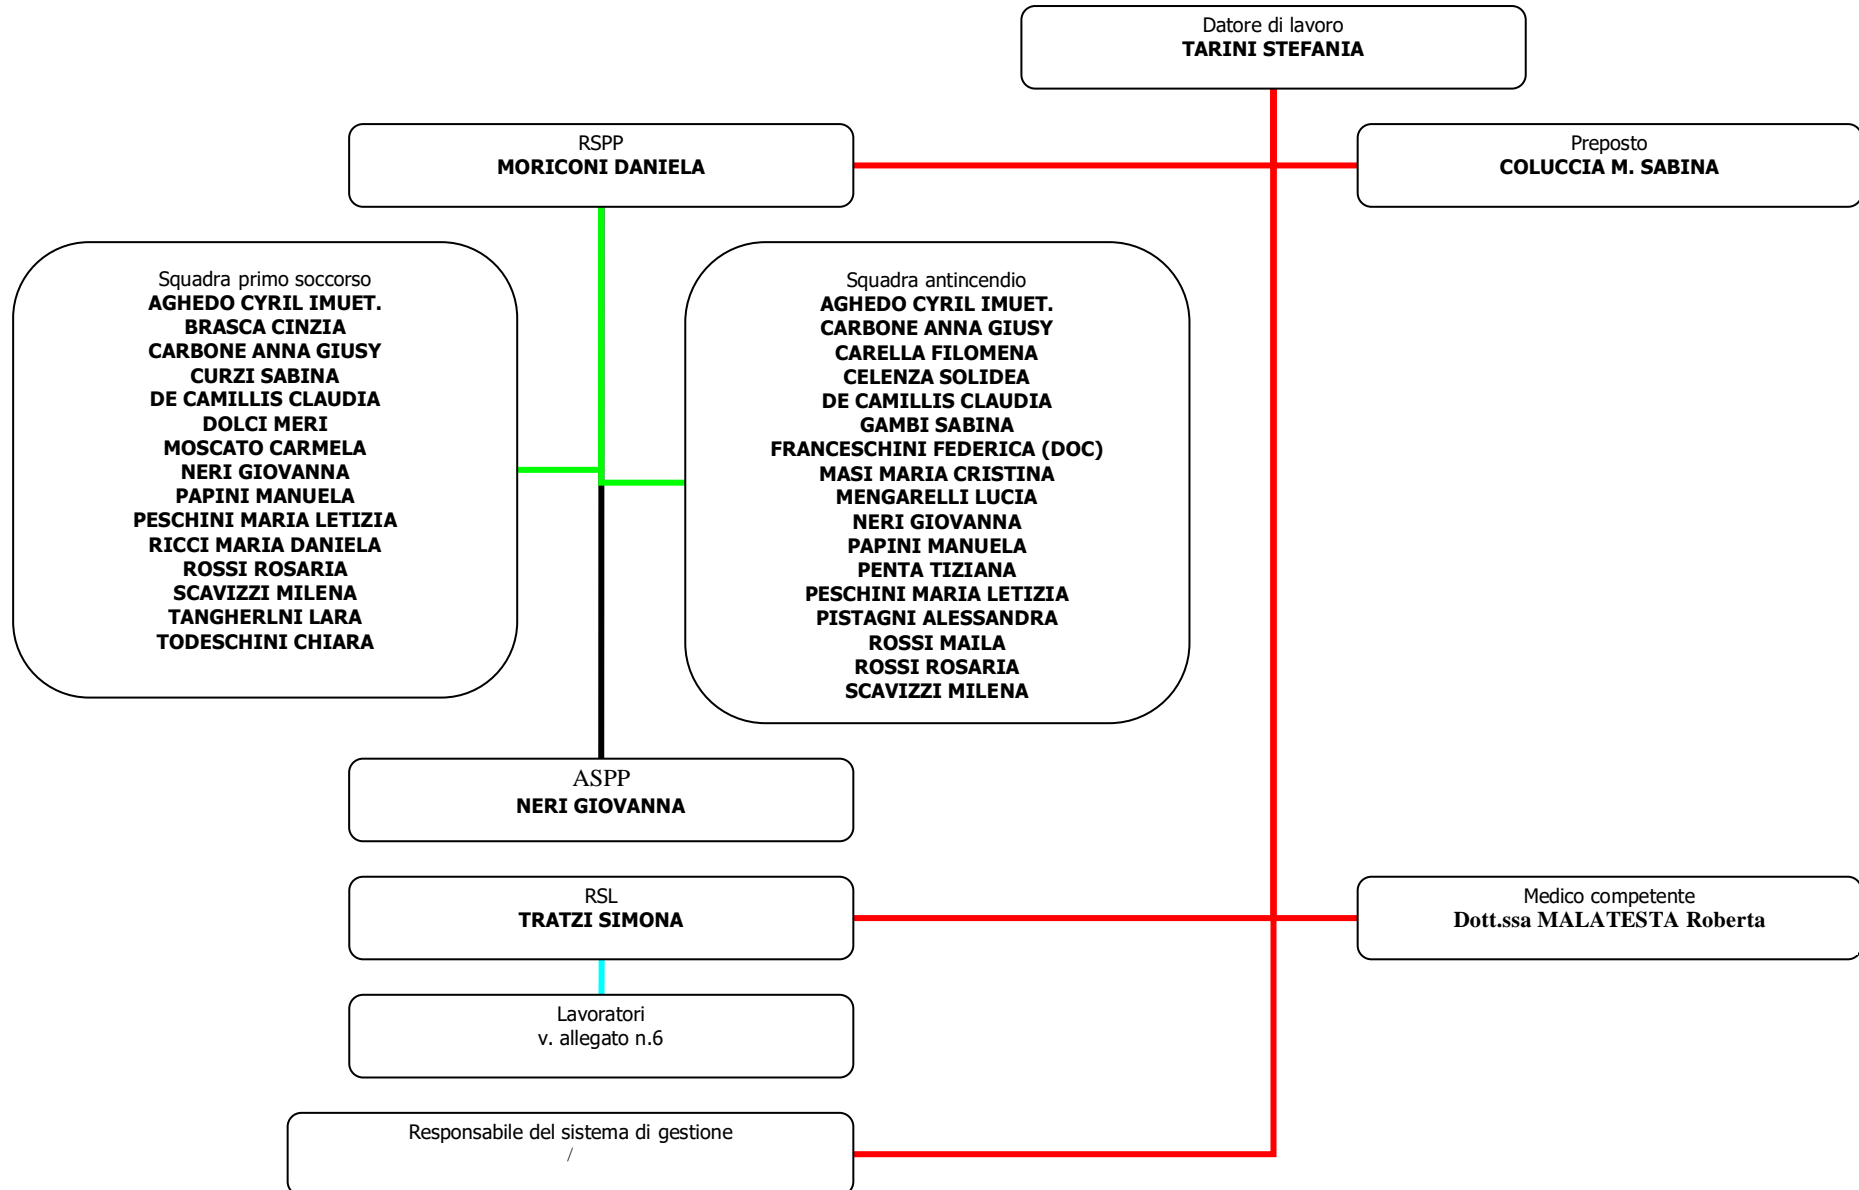 Datore di lavoro
TARINI STEFANIA
RSPP
MORICONI DANIELA
Preposto
COLUCCIA M. SABINA
Squadra primo soccorso
AGHEDO CYRIL IMUET.
BRASCA CINZIA
CARBONE ANNA GIUSY
CURZI SABINA
DE CAMILLIS CLAUDIA
DOLCI MERI
MOSCATO CARMELA
NERI GIOVANNA
PAPINI MANUELA
PESCHINI MARIA LETIZIA
RICCI MARIA DANIELA
ROSSI ROSARIA
SCAVIZZI MILENA
TANGHERLNI LARA
TODESCHINI CHIARA
Squadra antincendio
AGHEDO CYRIL IMUET.
CARBONE ANNA GIUSY
CARELLA FILOMENA
CELENZA SOLIDEA
DE CAMILLIS CLAUDIA
GAMBI SABINA
FRANCESCHINI FEDERICA (DOC)
MASI MARIA CRISTINA
MENGARELLI LUCIA
NERI GIOVANNA
PAPINI MANUELA
PENTA TIZIANA
PESCHINI MARIA LETIZIA
PISTAGNI ALESSANDRA
ROSSI MAILA
ROSSI ROSARIA
SCAVIZZI MILENA
ASPP
NERI GIOVANNA
RSL
TRATZI SIMONA
Medico competente
Dott.ssa MALATESTA Roberta
Lavoratori
v. allegato n.6
Responsabile del sistema di gestione
/